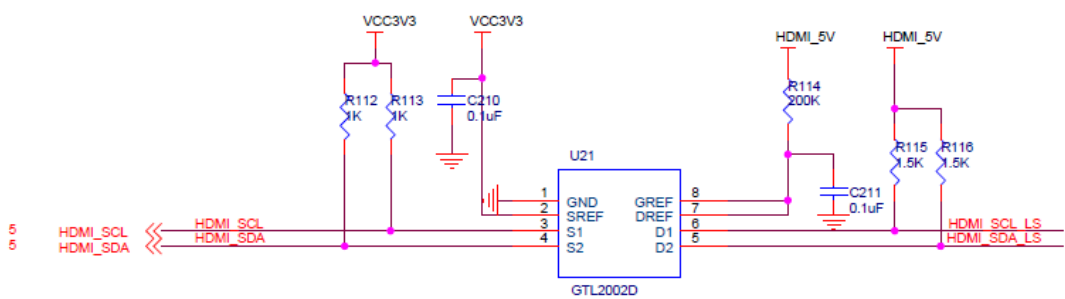 VCC3V3
VCC3V3
HDMI_5V
HDMI_5V
R112
1K
R113
1K
C210
0.1uF
R114
200K
R115
1.5K
R116
1.5K
C211
0.1uF
U21
1
GND
GREF
8
2
SREF
DREF
7
3
S1
D1
6
4
S2
D2
5
5
HDMI_SCL
HDMI_SCL
HDMI_SCL_LS
5
HDMI_SDA
HDMI_SDA
HDMI_SDA_LS
GTL2002D